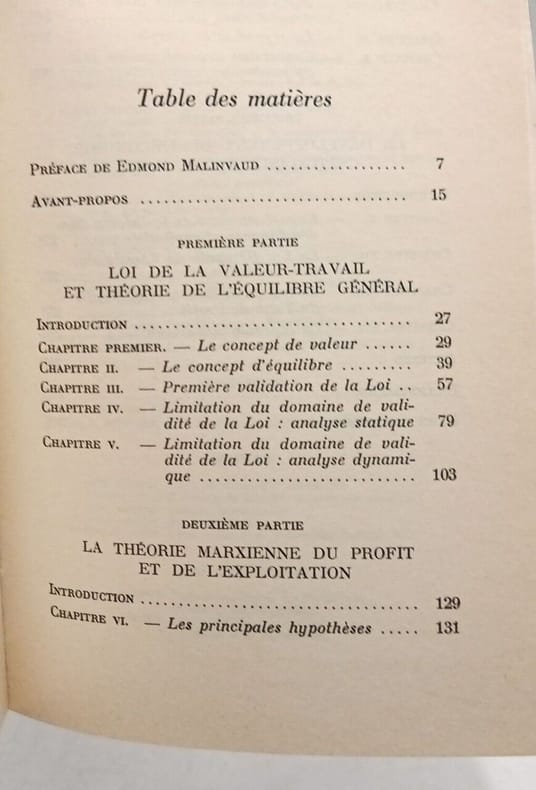 Table des matières
PRÉFACE DE EDMOND MALINVAUD .................. 7
AVANT-PROPOS .................................. 15
PREMIÈRE PARTIE
LOI DE LA VALEUR-TRAVAIL
ET THÉORIE DE L'ÉQUILIBRE GÉNÉRAL
INTRODUCTION ................................... 27
CHAPITRE PREMIER. — Le concept de valeur ...... 29
CHAPITRE II. — Le concept d'équilibre ......... 39
CHAPITRE III. — Première validation de la Loi .. 57
CHAPITRE IV. — Limitation du domaine de vali-
dité de la Loi : analyse statique 79
CHAPITRE V. — Limitation du domaine de vali-
dité de la Loi : analyse dynami-
que ........................... 103
DEUXIÈME PARTIE
LA THÉORIE MARXIENNE DU PROFIT
ET DE L'EXPLOITATION
INTRODUCTION ................................... 129
CHAPITRE VI. — Les principales hypothèses ..... 131